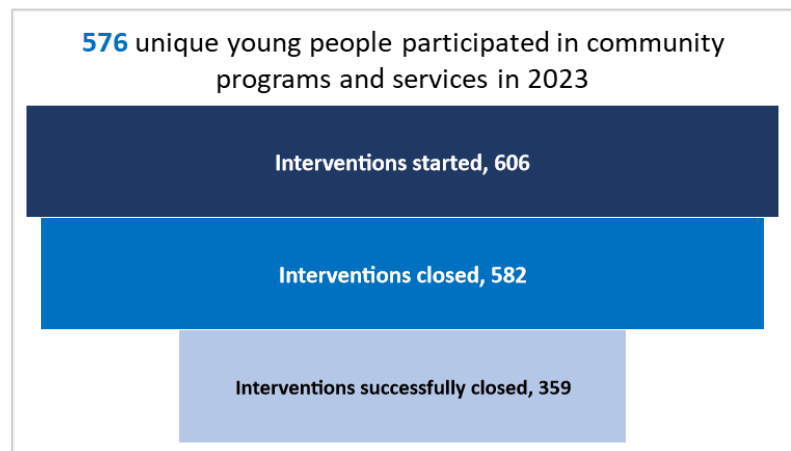 576 unique young people participated in community
programs and services in 2023
Interventions started, 606
Interventions closed, 582
Interventions successfully closed, 359